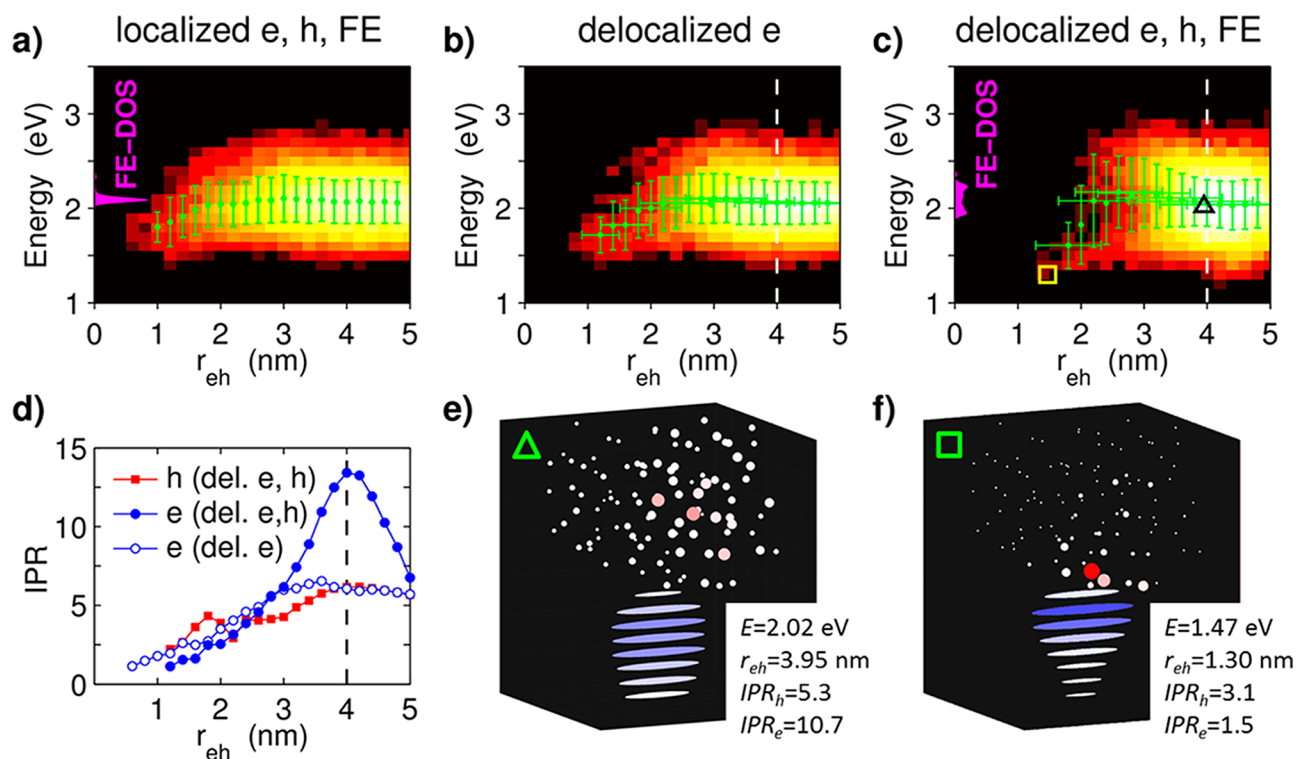 a) localized e, h, FE
b) delocalized e
c) delocalized e, h, FE
Energy (eV)
3
2
1
FE-DOS
0 1 2 3 4 5
r_eh (nm)
Energy (eV)
3
2
1
1 2 3 4 5
r_eh (nm)
Energy (eV)
3
2
1
FE-DOS
0 1 2 3 4 5
r_eh (nm)
d)
IPR
15
10
5
0
h (del. e, h)
e (del. e,h)
e (del. e)
1 2 3 4 5
r_eh (nm)
e)
E=2.02 eV
r_eh=3.95 nm
IPR_h=5.3
IPR_e=10.7
f)
E=1.47 eV
r_eh=1.30 nm
IPR_h=3.1
IPR_e=1.5